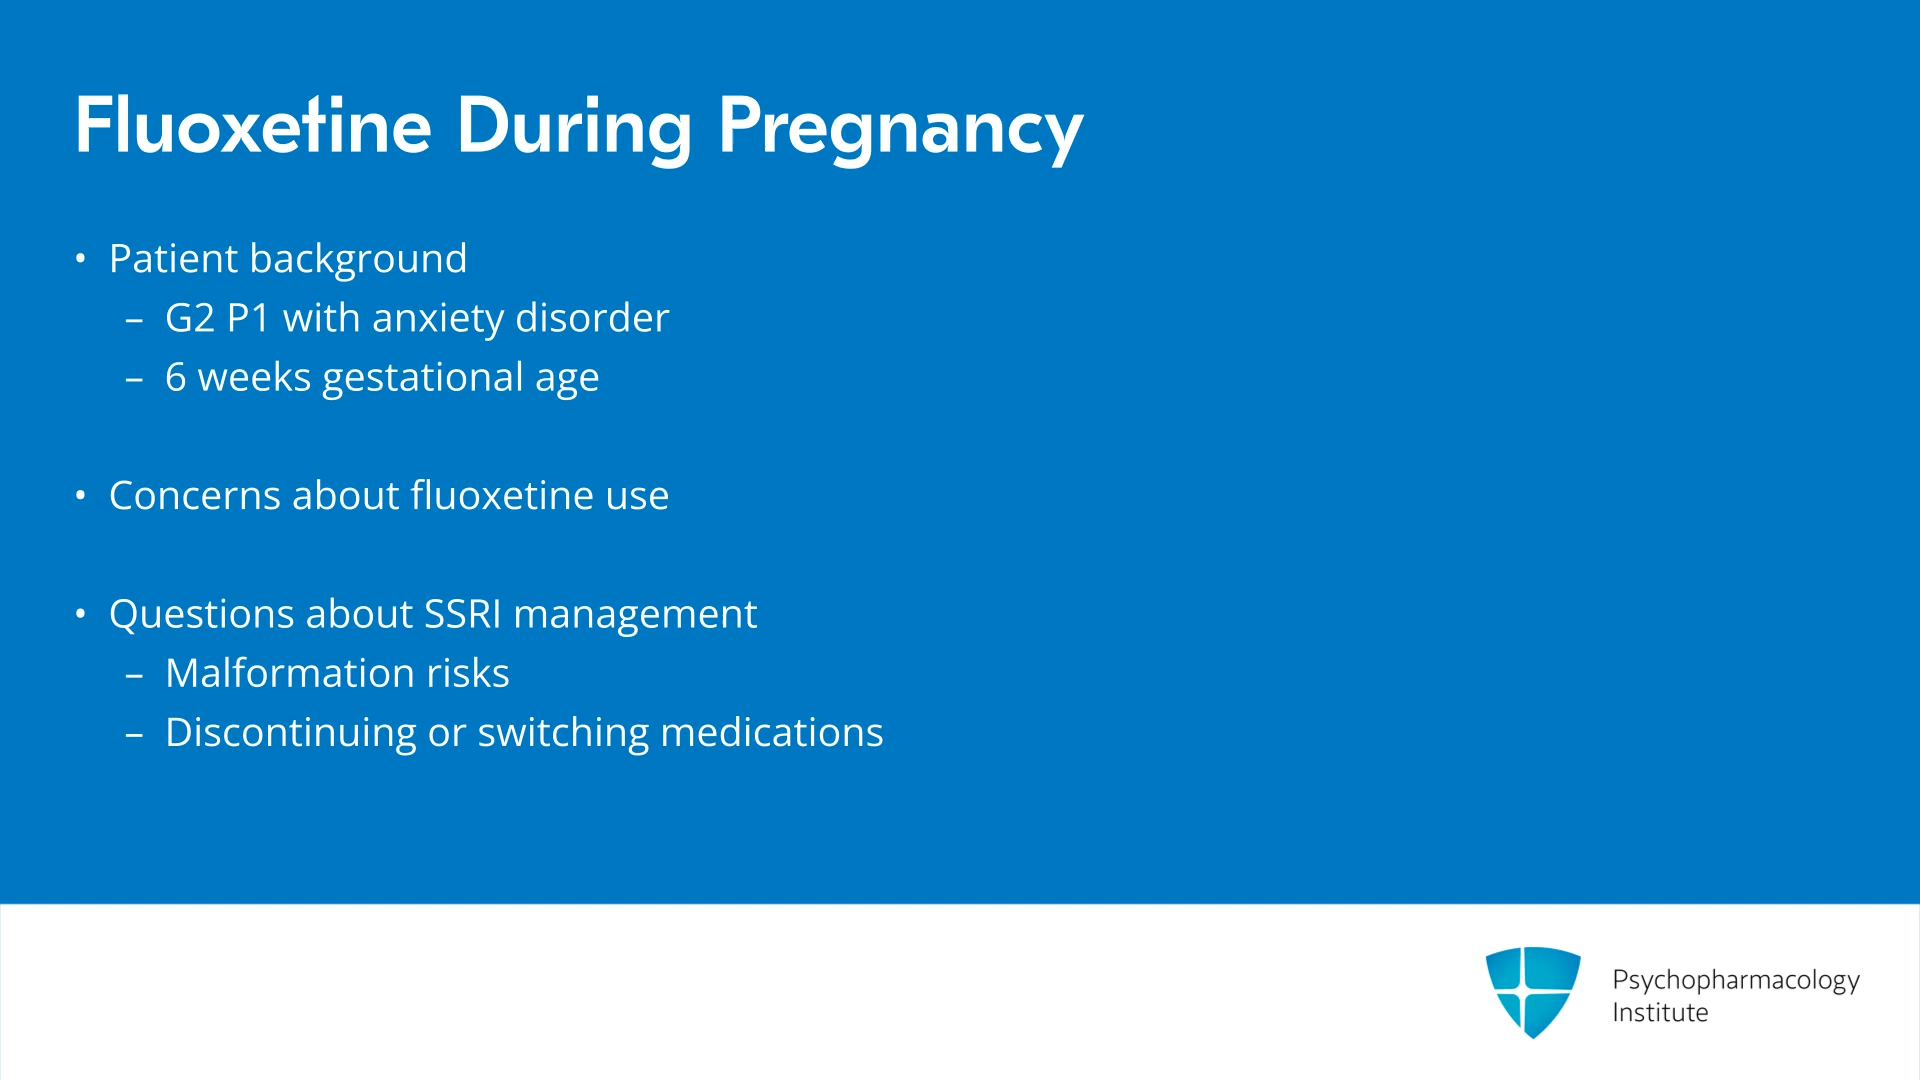 Fluoxetine During Pregnancy
• Patient background
– G2 P1 with anxiety disorder
– 6 weeks gestational age
• Concerns about fluoxetine use
• Questions about SSRI management
– Malformation risks
– Discontinuing or switching medications
Psychopharmacology
Institute